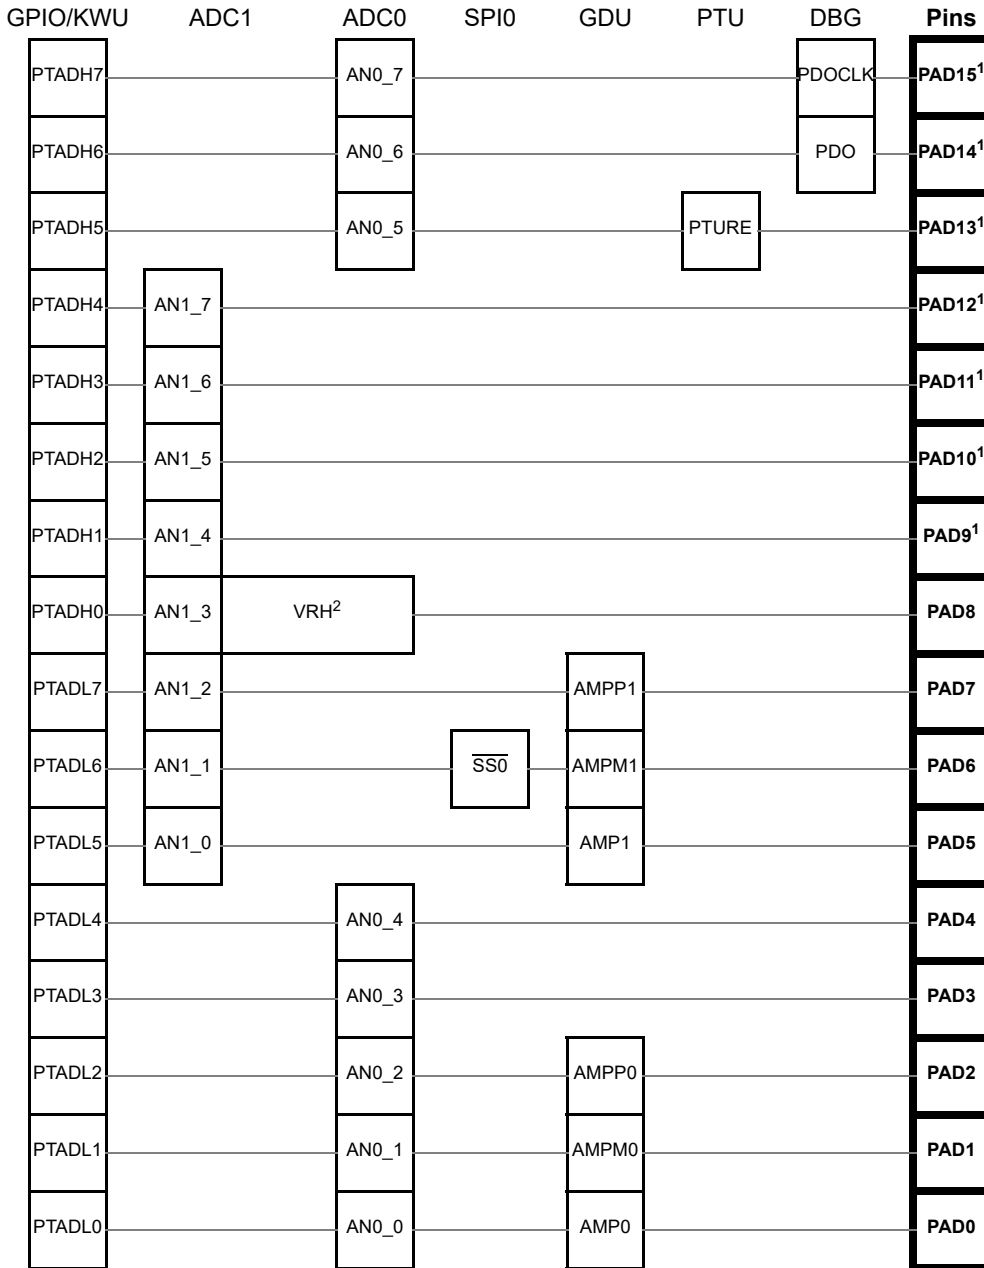 GPIO/KWU ADC1 ADC0 SPI0 GDU PTU DBG Pins
PTADH7 AN0_7 PDOCLK PAD15¹
PTADH6 AN0_6 PDO PAD14¹
PTADH5 AN0_5 PTURE PAD13¹
PTADH4 AN1_7 PAD12¹
PTADH3 AN1_6 PAD11¹
PTADH2 AN1_5 PAD10¹
PTADH1 AN1_4 PAD9¹
PTADH0 AN1_3 VRH² PAD8
PTADL7 AN1_2 AMPP1 PAD7
PTADL6 AN1_1 S̅S̅0̅ AMPM1 PAD6
PTADL5 AN1_0 AMP1 PAD5
PTADL4 AN0_4 PAD4
PTADL3 AN0_3 PAD3
PTADL2 AN0_2 AMPP0 PAD2
PTADL1 AN0_1 AMPM0 PAD1
PTADL0 AN0_0 AMP0 PAD0